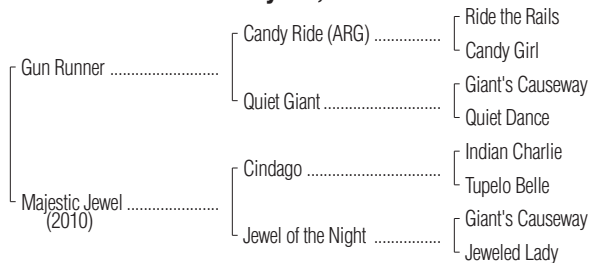 Ride the Rails
Candy Ride (ARG) ................
Candy Girl
Gun Runner ..........................
Giant's Causeway
Quiet Giant ............................
Quiet Dance
Indian Charlie
Cindago ................................
Tupelo Belle
Majestic Jewel ......................
(2010)
Giant's Causeway
Jewel of the Night ................
Jeweled Lady